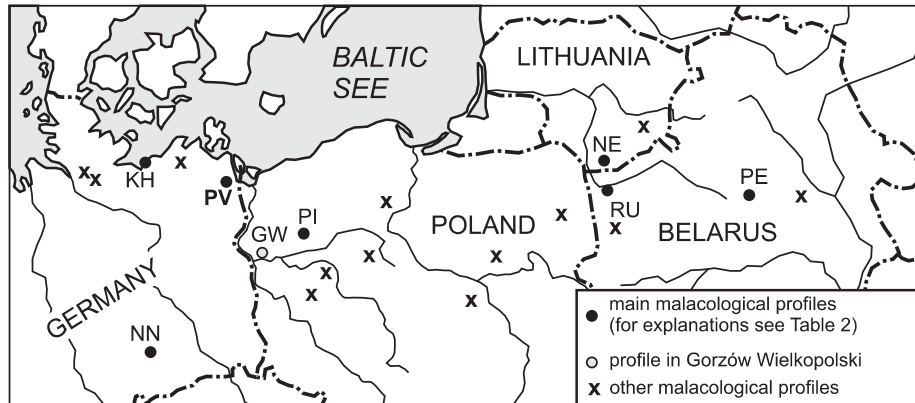 BALTIC
SEE
LITHUANIA
NE
KH
PV
PE
RU
PI
GW
POLAND
BELARUS
GERMANY
NN
main malacological profiles
(for explanations see Table 2)
profile in Gorzów Wielkopolski
x other malacological profiles